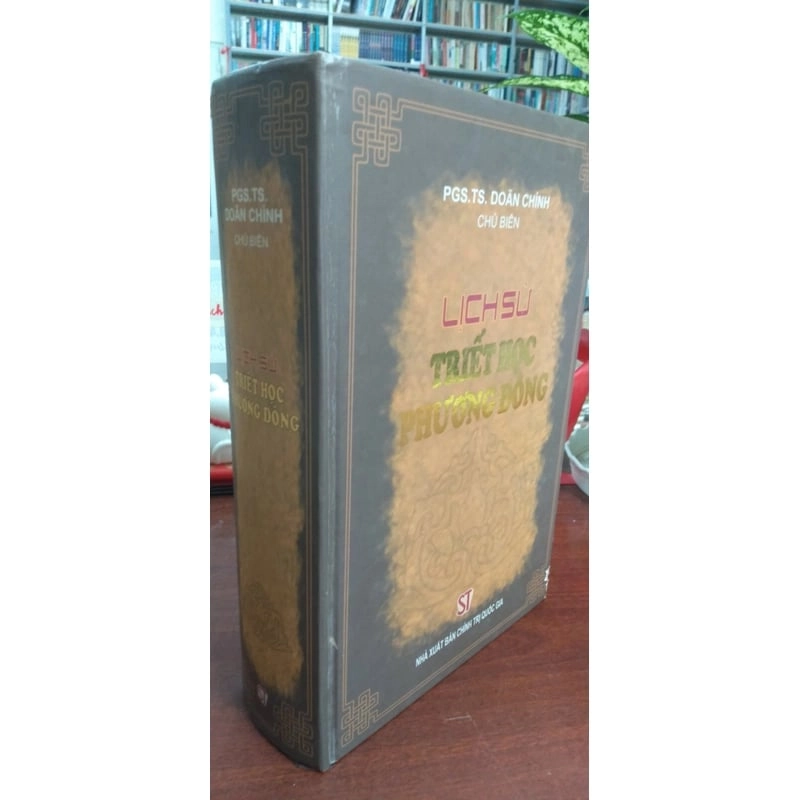 PGS.TS.
DOÃN CHÍNH
CHỦ BIÊN
LỊCH SỬ
TRIẾT HỌC
PHƯƠNG ĐÔNG
ST
PGS.TS. DOÃN CHÍNH
CHỦ BIÊN
LỊCH SỬ
TRIẾT HỌC
PHƯƠNG ĐÔNG
ST
NHÀ XUẤT BẢN CHÍNH TRỊ QUỐC GIA